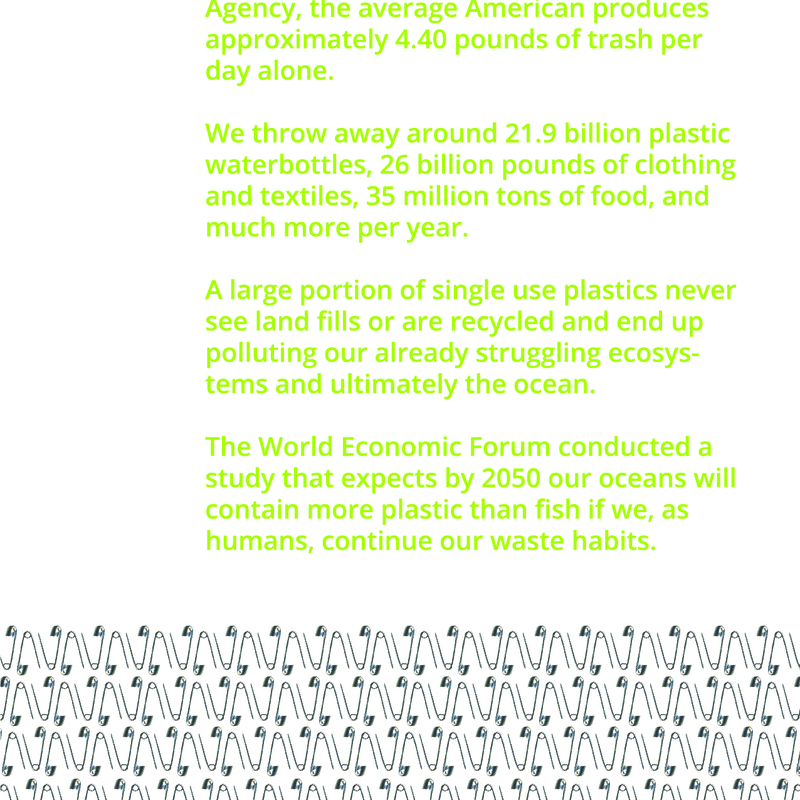 Agency, the average American produces
approximately 4.40 pounds of trash per
day alone.
We throw away around 21.9 billion plastic
waterbottles, 26 billion pounds of clothing
and textiles, 35 million tons of food, and
much more per year.
A large portion of single use plastics never
see land fills or are recycled and end up
polluting our already struggling ecosys-
tems and ultimately the ocean.
The World Economic Forum conducted a
study that expects by 2050 our oceans will
contain more plastic than fish if we, as
humans, continue our waste habits.